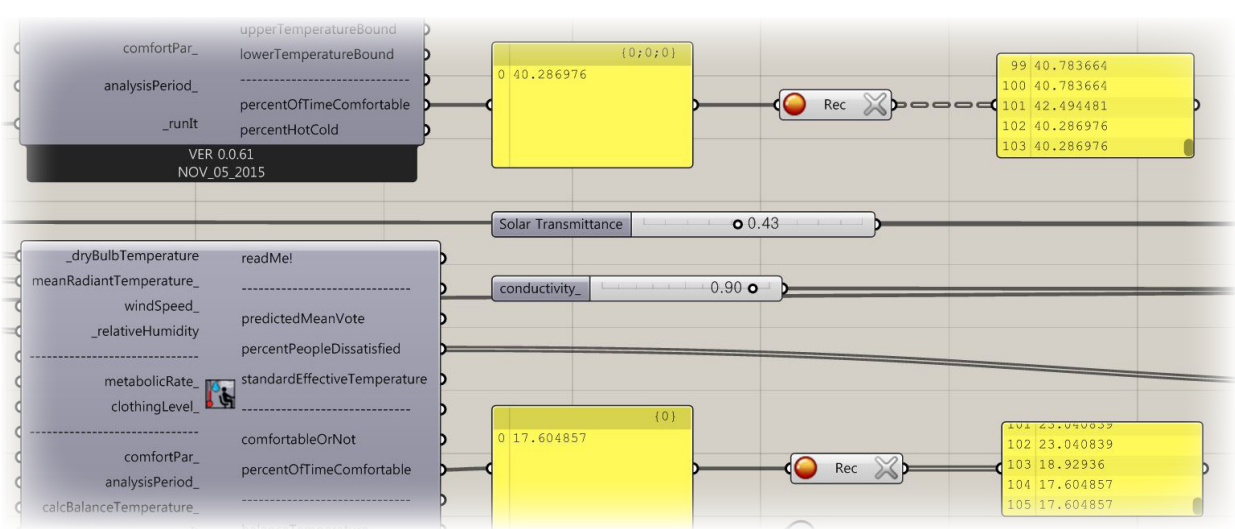 upperTemperatureBound
comfortPar_
lowerTemperatureBound
analysisPeriod_
percentOfTimeComfortable
_runIt
percentHotCold
VER 0.0.61
NOV_05_2015
{0;0;0}
0 40.286976
Rec
99 40.783664
100 40.783664
101 42.494481
102 40.286976
103 40.286976
Solar Transmittance
0.43
conductivity_
0.90
_dryBulbTemperature
readMe!
meanRadiantTemperature_
windSpeed_
predictedMeanVote
_relativeHumidity
percentPeopleDissatisfied
metabolicRate_
standardEffectiveTemperature
clothingLevel_
comfortableOrNot
comfortPar_
percentOfTimeComfortable
analysisPeriod_
calcBalanceTemperature_
{0}
0 17.604857
Rec
101 23.040839
102 23.040839
103 18.92936
104 17.604857
105 17.604857